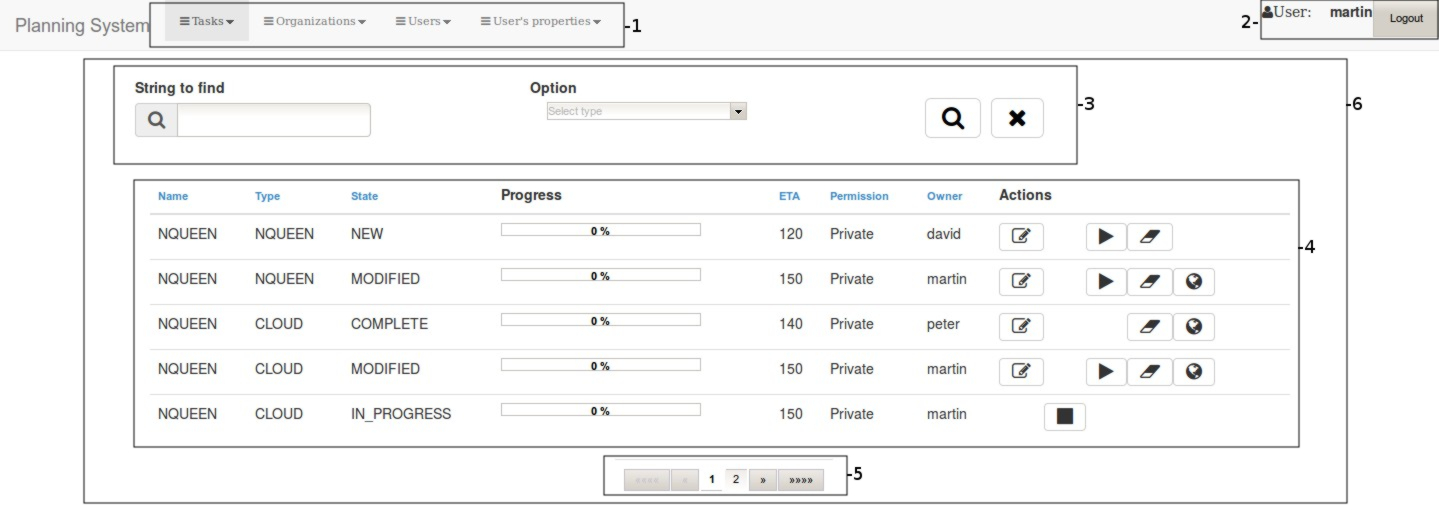 Planning System Tasks Organizations Users User's properties -1 2- User: martin Logout
String to find Option
Select type
-3 -6
Name Type State Progress ETA Permission Owner Actions
NQUEEN NQUEEN NEW 0 % 120 Private david
-4
NQUEEN NQUEEN MODIFIED 0 % 150 Private martin
NQUEEN CLOUD COMPLETE 0 % 140 Private peter
NQUEEN CLOUD MODIFIED 0 % 150 Private martin
NQUEEN CLOUD IN_PROGRESS 0 % 150 Private martin
«««« « 1 2 » »»»» -5